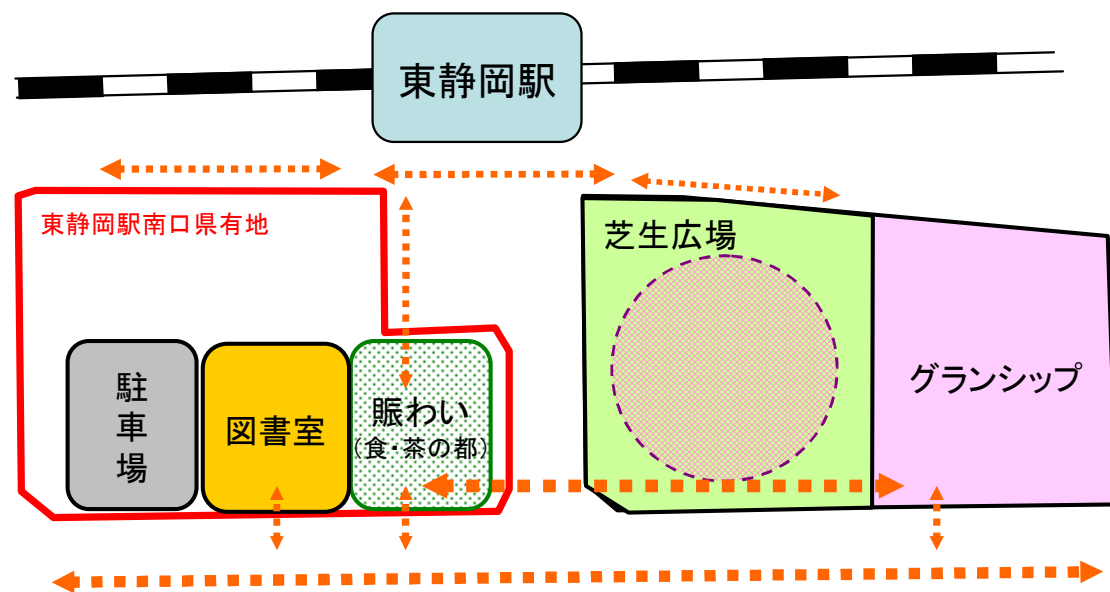 東静岡駅
東静岡駅南口県有地
芝生広場
駐車場
図書室
賑わい
(食・茶の都)
グランシップ